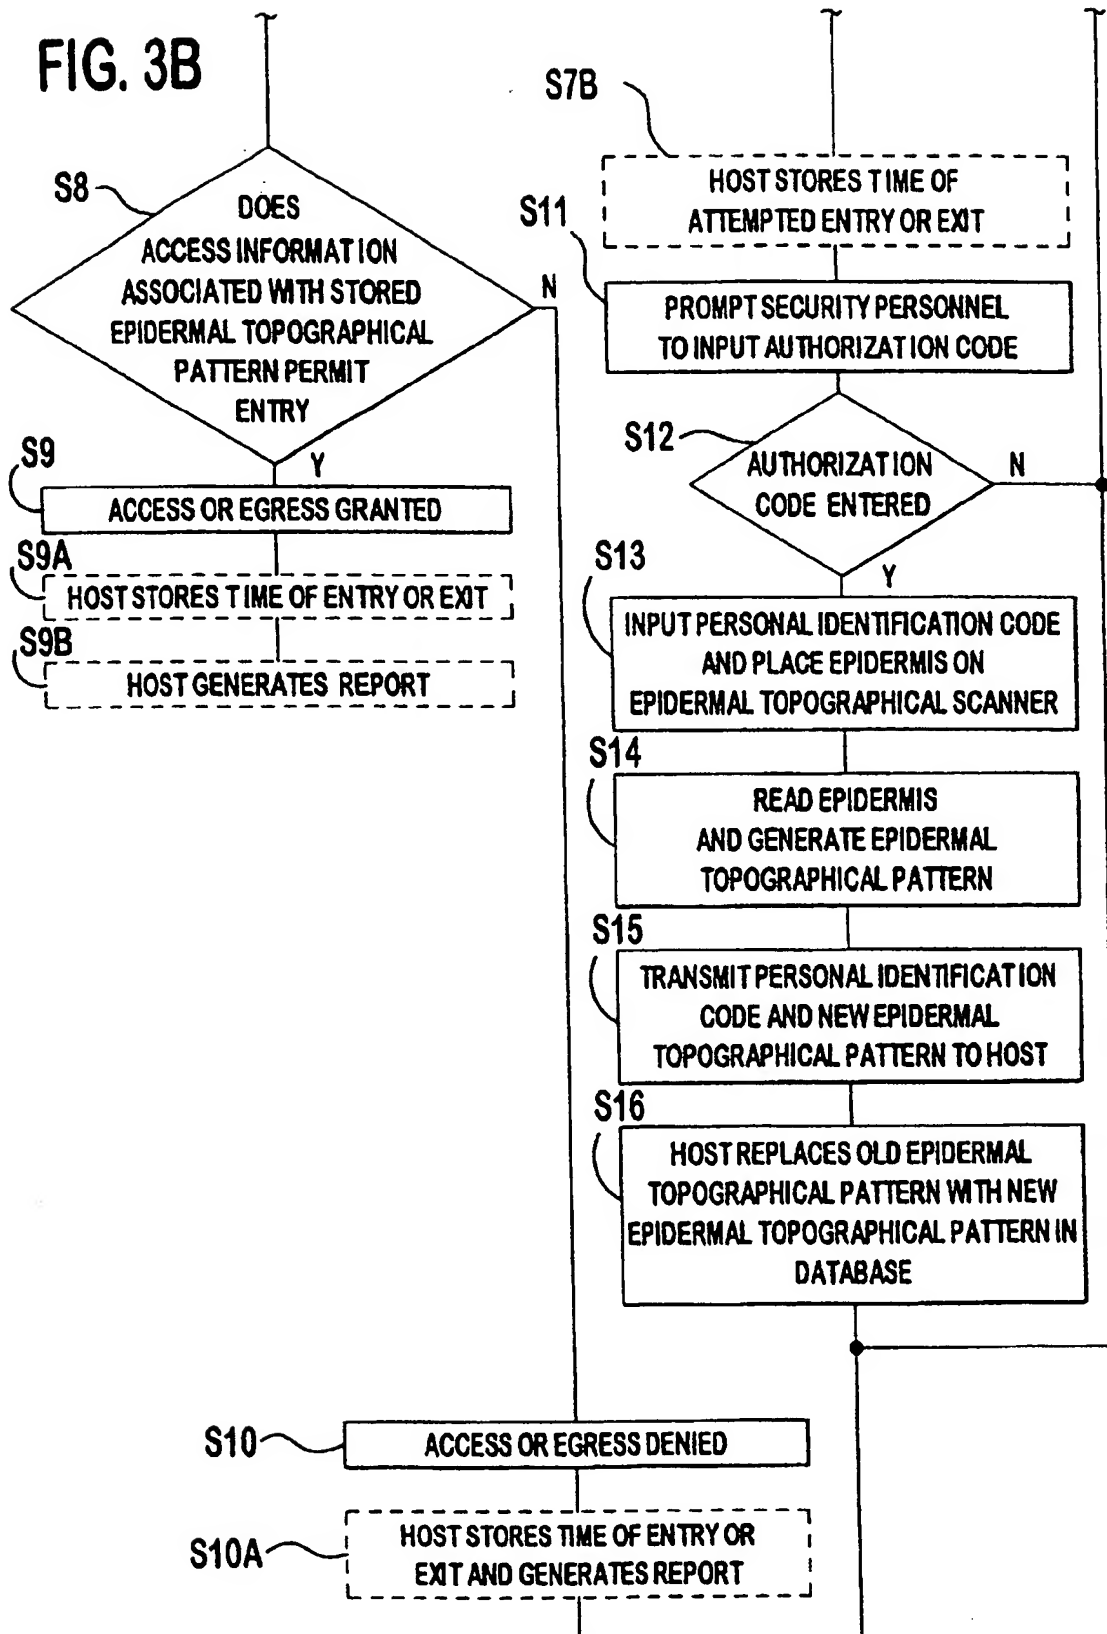 FIG. 3B
S8
DOES
ACCESS INFORMATION
ASSOCIATED WITH STORED
EPIDERMAL TOPOGRAPHICAL
PATTERN PERMIT
ENTRY
N
Y
S9
ACCESS OR EGRESS GRANTED
S9A
HOST STORES TIME OF ENTRY OR EXIT
S9B
HOST GENERATES REPORT
S7B
HOST STORES TIME OF
ATTEMPTED ENTRY OR EXIT
S11
PROMPT SECURITY PERSONNEL
TO INPUT AUTHORIZATION CODE
S12
AUTHORIZATION
CODE ENTERED
N
Y
S13
INPUT PERSONAL IDENTIFICATION CODE
AND PLACE EPIDERMIS ON
EPIDERMAL TOPOGRAPHICAL SCANNER
S14
READ EPIDERMIS
AND GENERATE EPIDERMAL
TOPOGRAPHICAL PATTERN
S15
TRANSMIT PERSONAL IDENTIFICATION
CODE AND NEW EPIDERMAL
TOPOGRAPHICAL PATTERN TO HOST
S16
HOST REPLACES OLD EPIDERMAL
TOPOGRAPHICAL PATTERN WITH NEW
EPIDERMAL TOPOGRAPHICAL PATTERN IN
DATABASE
S10
ACCESS OR EGRESS DENIED
S10A
HOST STORES TIME OF ENTRY OR
EXIT AND GENERATES REPORT